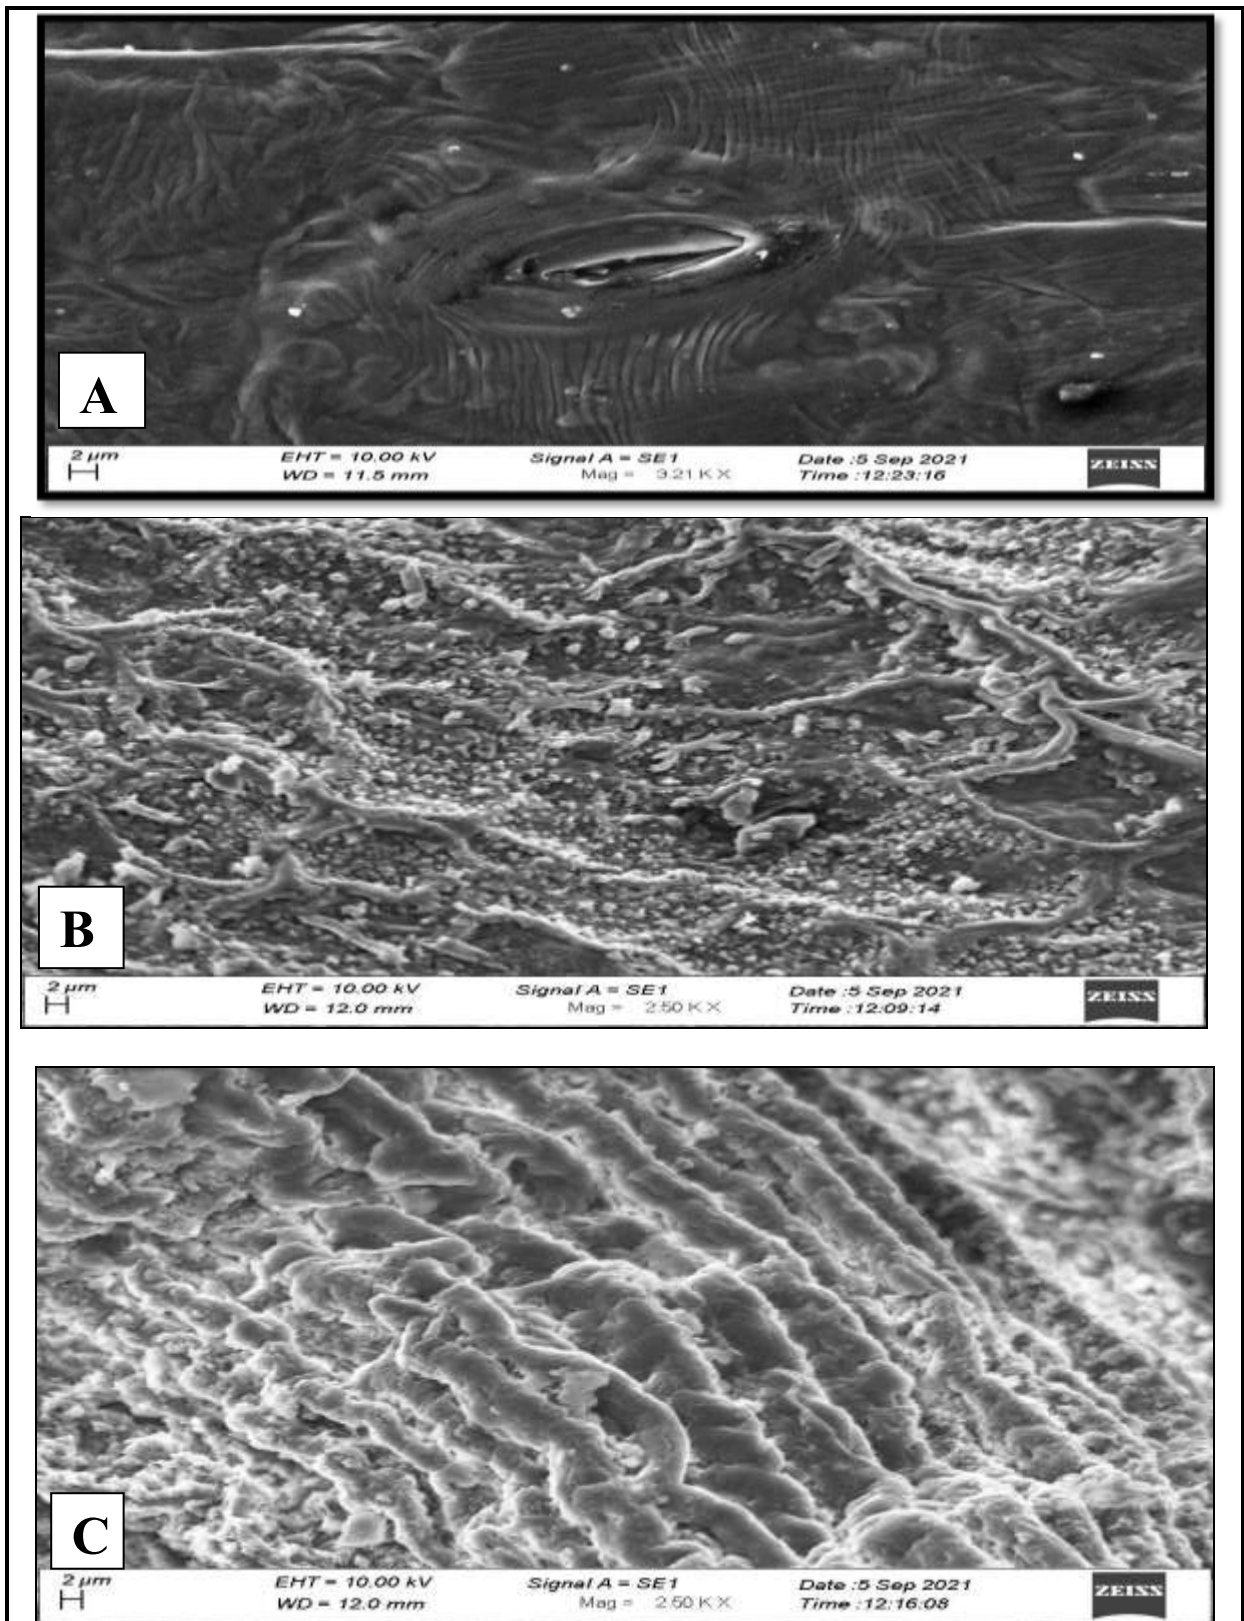 A
2 µm
EHT = 10.00 kV
WD = 11.5 mm
Signal A = SE1
Mag = 3.21 K X
Date :5 Sep 2021
Time :12:23:16
ZEISS
B
2 µm
EHT = 10.00 kV
WD = 12.0 mm
Signal A = SE1
Mag = 2.50 K X
Date :5 Sep 2021
Time :12:09:14
ZEISS
C
2 µm
EHT = 10.00 kV
WD = 12.0 mm
Signal A = SE1
Mag = 2.50 K X
Date :5 Sep 2021
Time :12:16:08
ZEISS